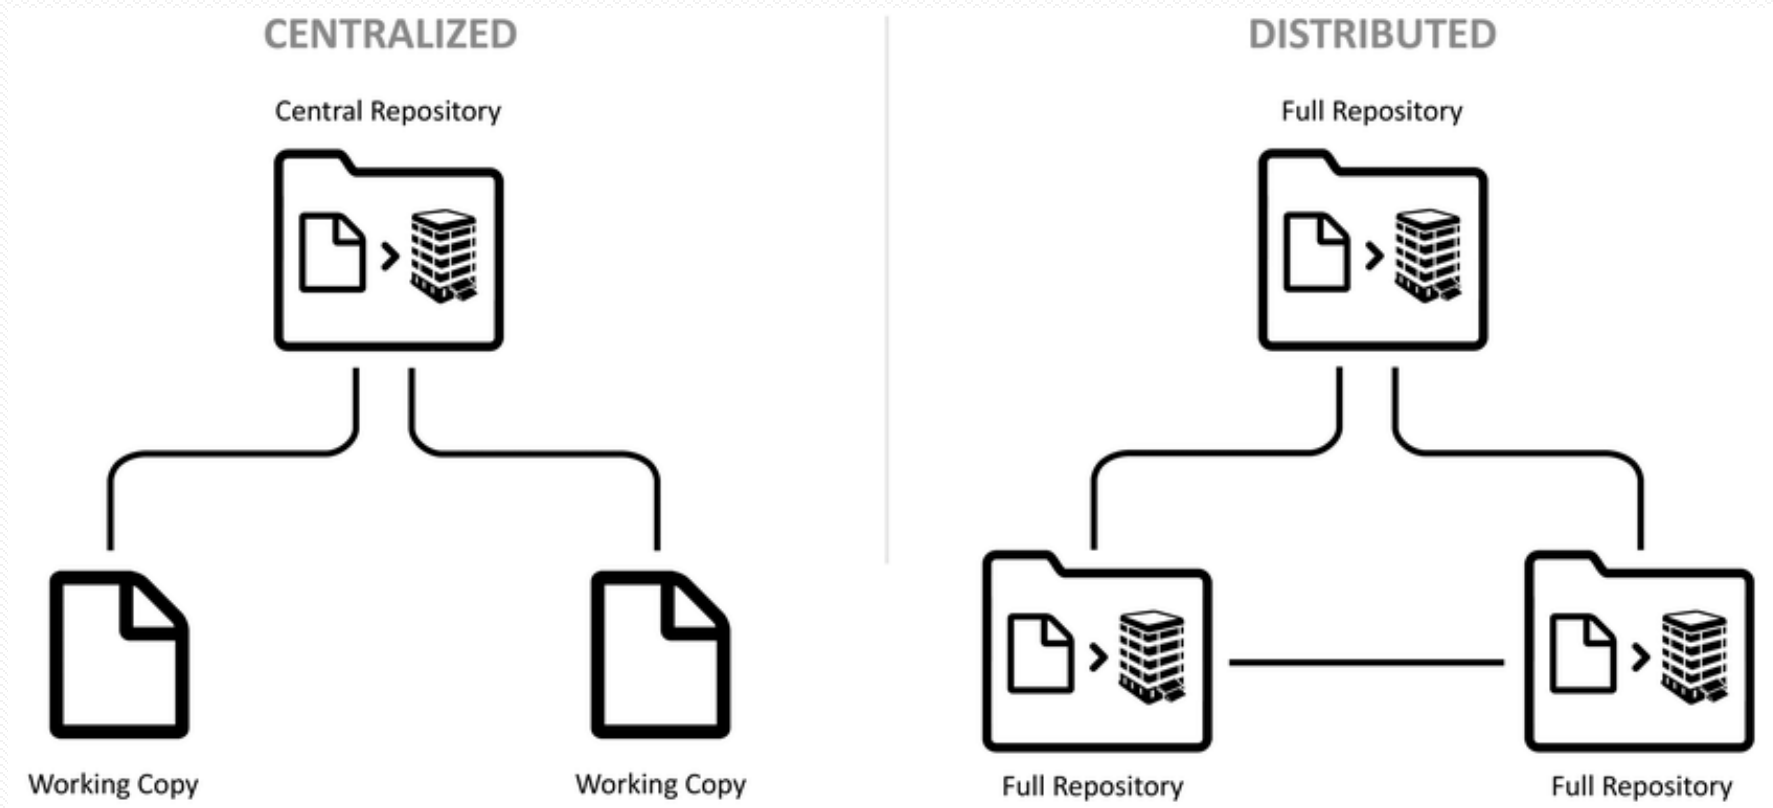 CENTRALIZED
Central Repository
Working Copy
Working Copy
DISTRIBUTED
Full Repository
Full Repository
Full Repository